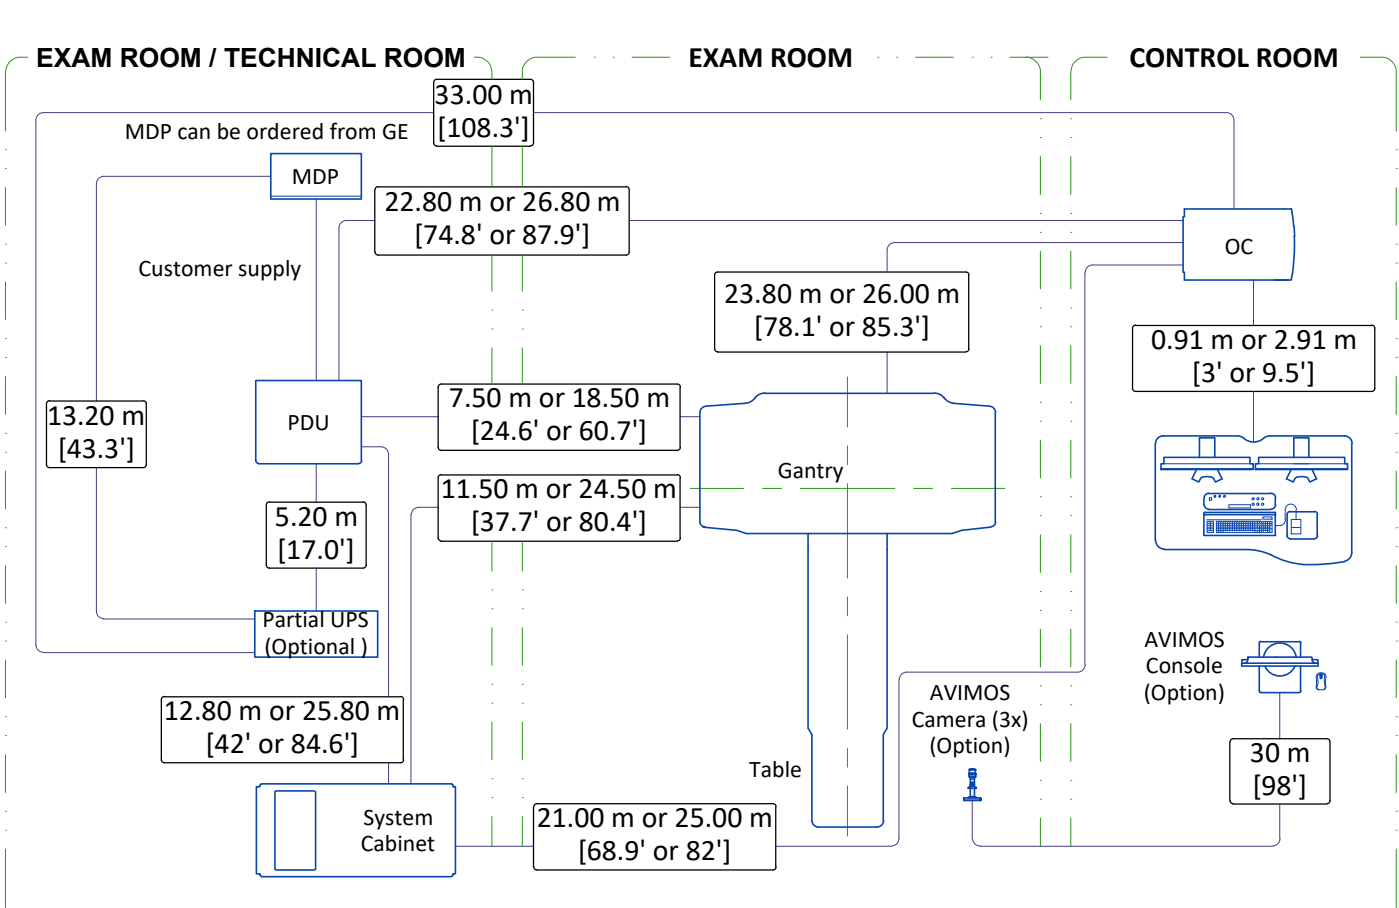 EXAM ROOM / TECHNICAL ROOM
EXAM ROOM
CONTROL ROOM
33.00 m
[108.3']
MDP can be ordered from GE
MDP
22.80 m or 26.80 m
[74.8' or 87.9']
OC
Customer supply
23.80 m or 26.00 m
[78.1' or 85.3']
0.91 m or 2.91 m
[3' or 9.5']
13.20 m
[43.3']
PDU
7.50 m or 18.50 m
[24.6' or 60.7']
Gantry
11.50 m or 24.50 m
[37.7' or 80.4']
5.20 m
[17.0']
Partial UPS
(Optional )
AVIMOS
Console
(Option)
12.80 m or 25.80 m
[42' or 84.6']
AVIMOS
Camera (3x)
(Option)
Table
30 m
[98']
System
Cabinet
21.00 m or 25.00 m
[68.9' or 82']